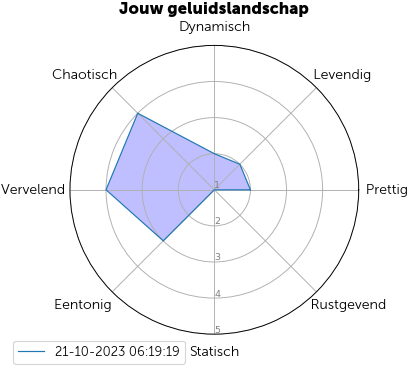 Jouw geluidslandschap
Dynamisch
Chaotisch
Levendig
Vervelend
1
Prettig
2
3
Eentonig
4
Rustgevend
5
21-10-2023 06:19:19
Statisch